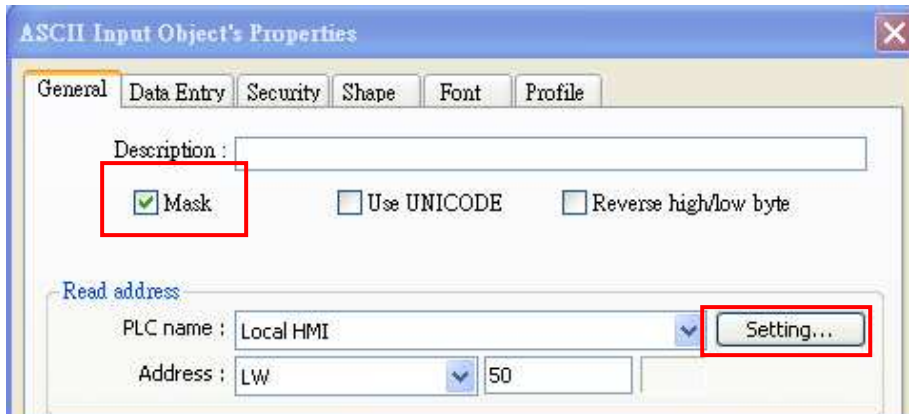 ASCII Input Object's Properties
General Data Entry Security Shape Font Profile
Description :
Mask Use UNICODE Reverse high/low byte
Read address
PLC name : Local HMI Setting...
Address : LW 50